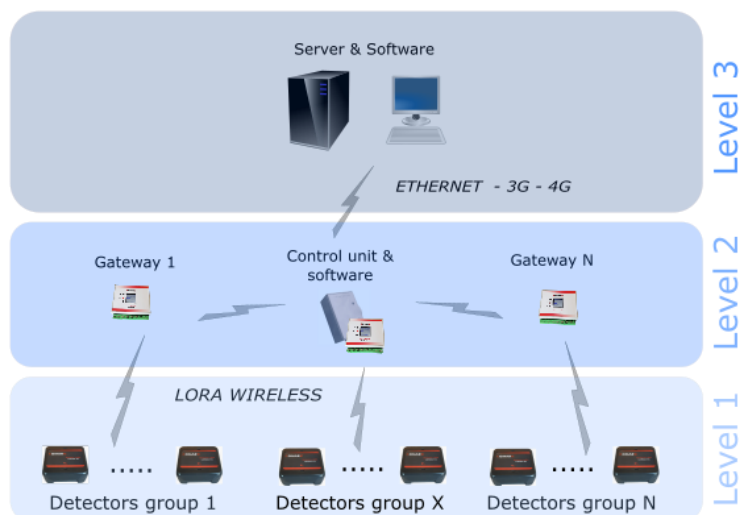 Server & Software
ETHERNET - 3G - 4G
Level 3
Gateway 1
Control unit &
software
Gateway N
Level 2
LORA WIRELESS
Detectors group 1
Detectors group X
Detectors group N
Level 1